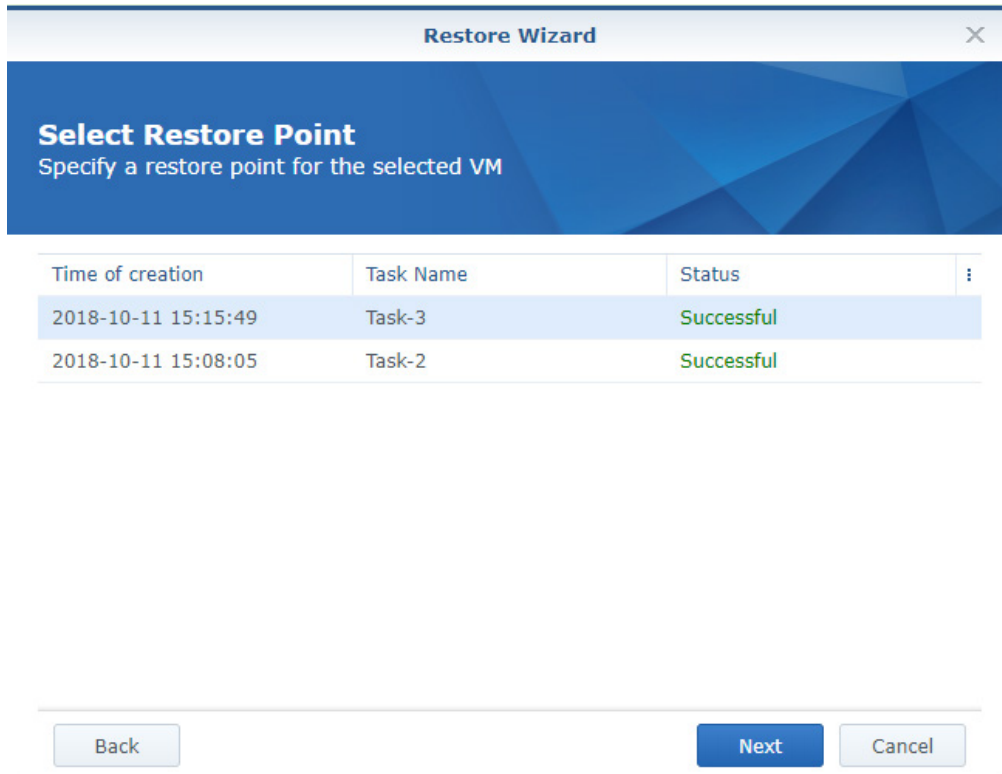 Restore Wizard
Select Restore Point
Specify a restore point for the selected VM
Time of creation Task Name Status
2018-10-11 15:15:49 Task-3 Successful
2018-10-11 15:08:05 Task-2 Successful
Back Next Cancel